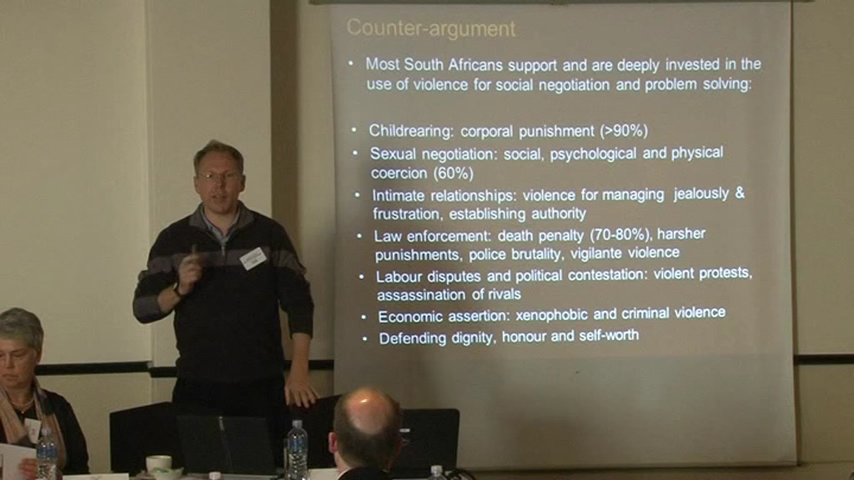 Counter-argument
• Most South Africans support and are deeply invested in the
use of violence for social negotiation and problem solving:
• Childrearing: corporal punishment (>90%)
• Sexual negotiation: social, psychological and physical
coercion (60%)
• Intimate relationships: violence for managing jealously &
frustration, establishing authority
• Law enforcement: death penalty (70-80%), harsher
punishments, police brutality, vigilante violence
• Labour disputes and political contestation: violent protests,
assassination of rivals
• Economic assertion: xenophobic and criminal violence
• Defending dignity, honour and self-worth